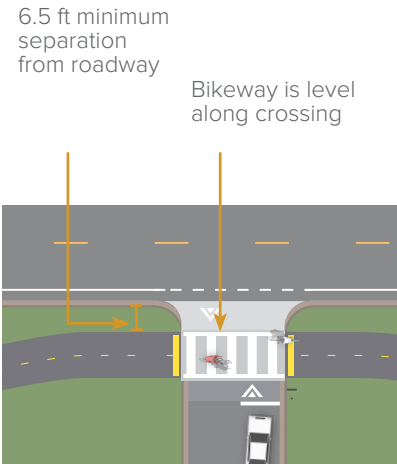 6.5 ft minimum
separation
from roadway
Bikeway is level
along crossing